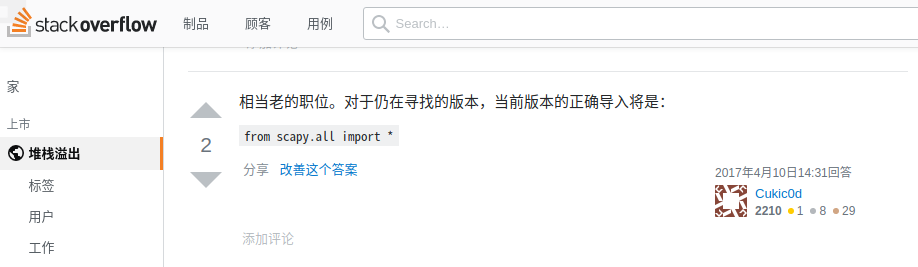 stackoverflow 制品 顾客 用例 Search…
添加评论
家
上市
堆栈溢出
标签
用户
工作
相当老的职位。对于仍在寻找的版本，当前版本的正确导入将是：
2
from scapy.all import *
分享 改善这个答案
2017年4月10日14:31回答
Cukic0d
2210 1 8 29
添加评论